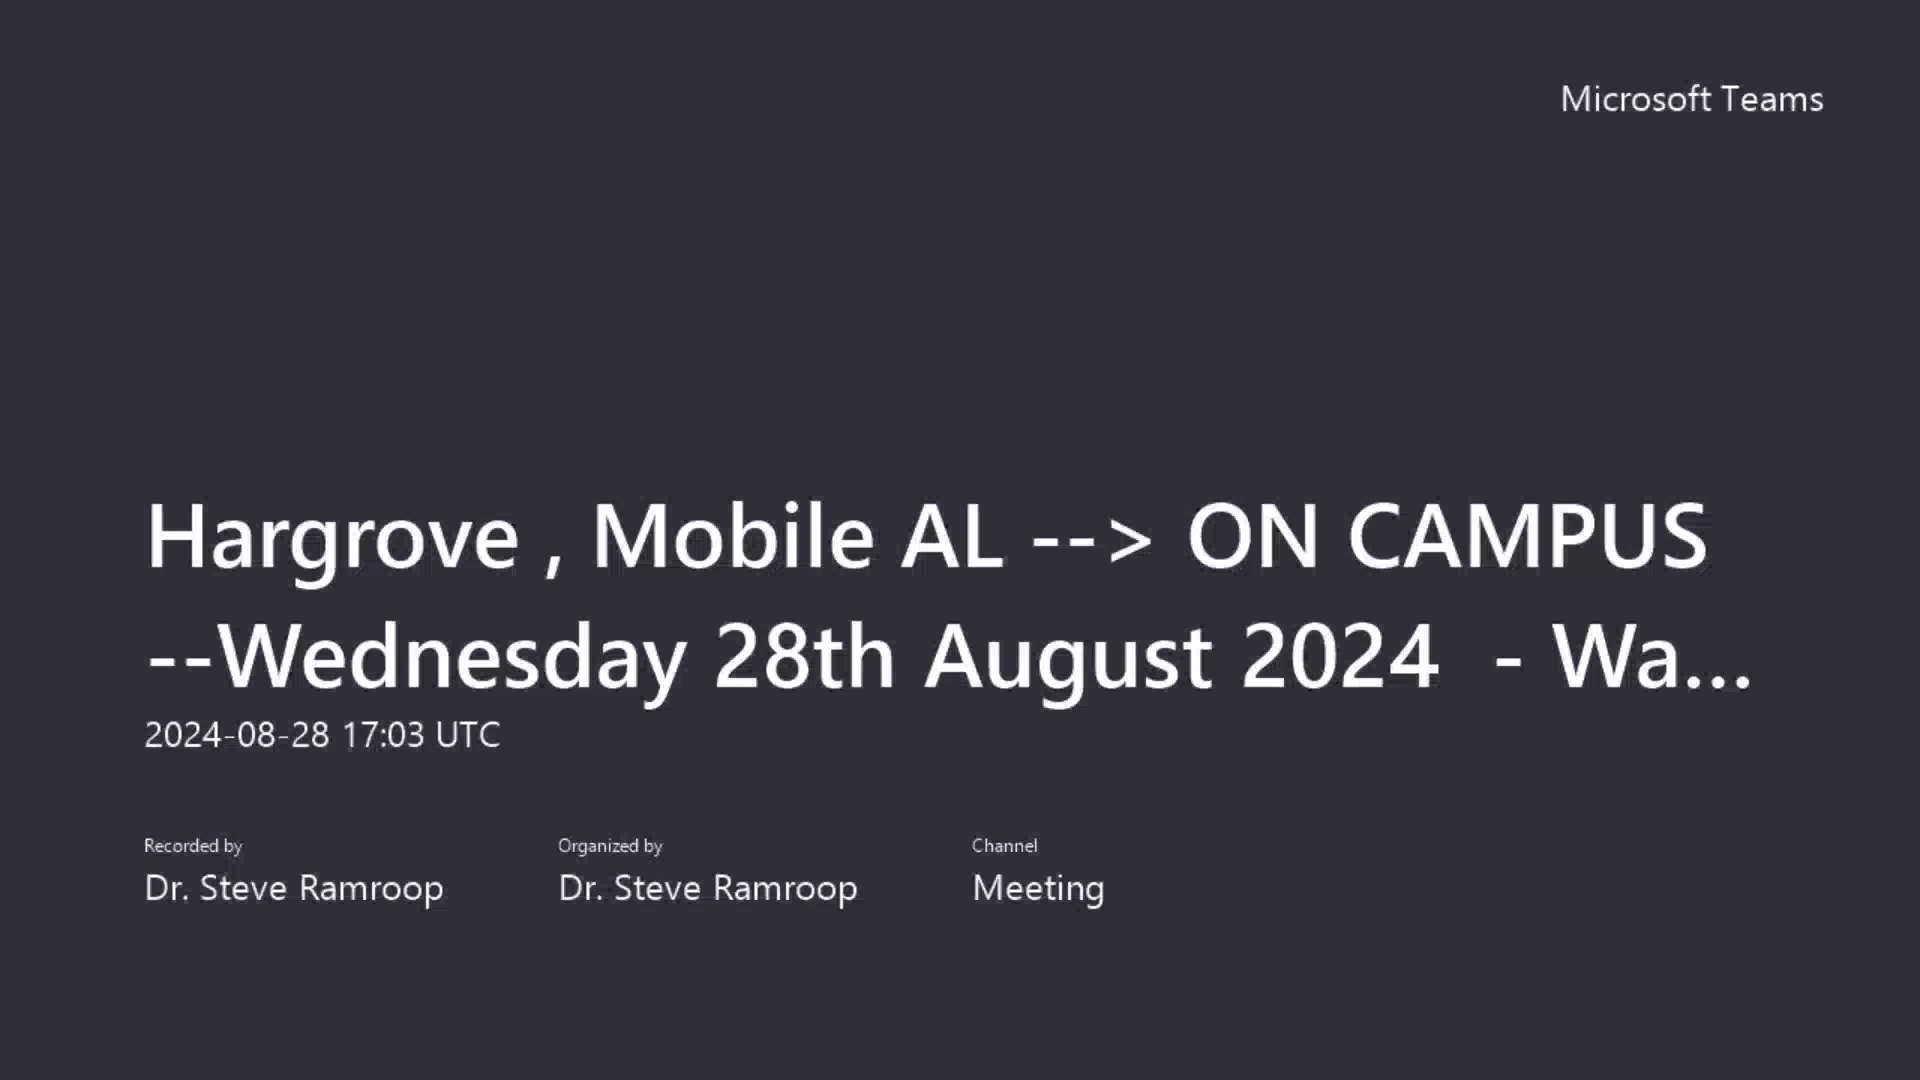 Microsoft Teams
Hargrove , Mobile AL --> ON CAMPUS
--Wednesday 28th August 2024  - Wa...
2024-08-28 17:03 UTC
Recorded by
Dr. Steve Ramroop
Organized by
Dr. Steve Ramroop
Channel
Meeting